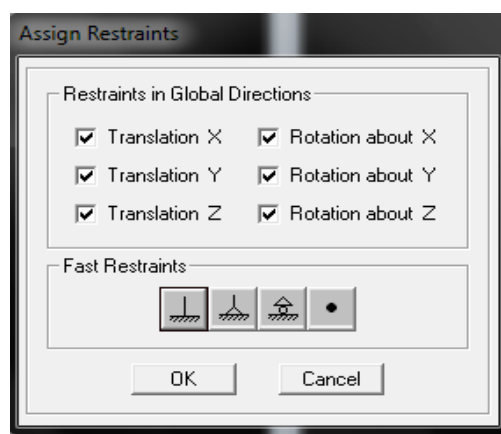 Assign Restraints
Restraints in Global Directions
Translation X Rotation about X
Translation Y Rotation about Y
Translation Z Rotation about Z
Fast Restraints
OK Cancel